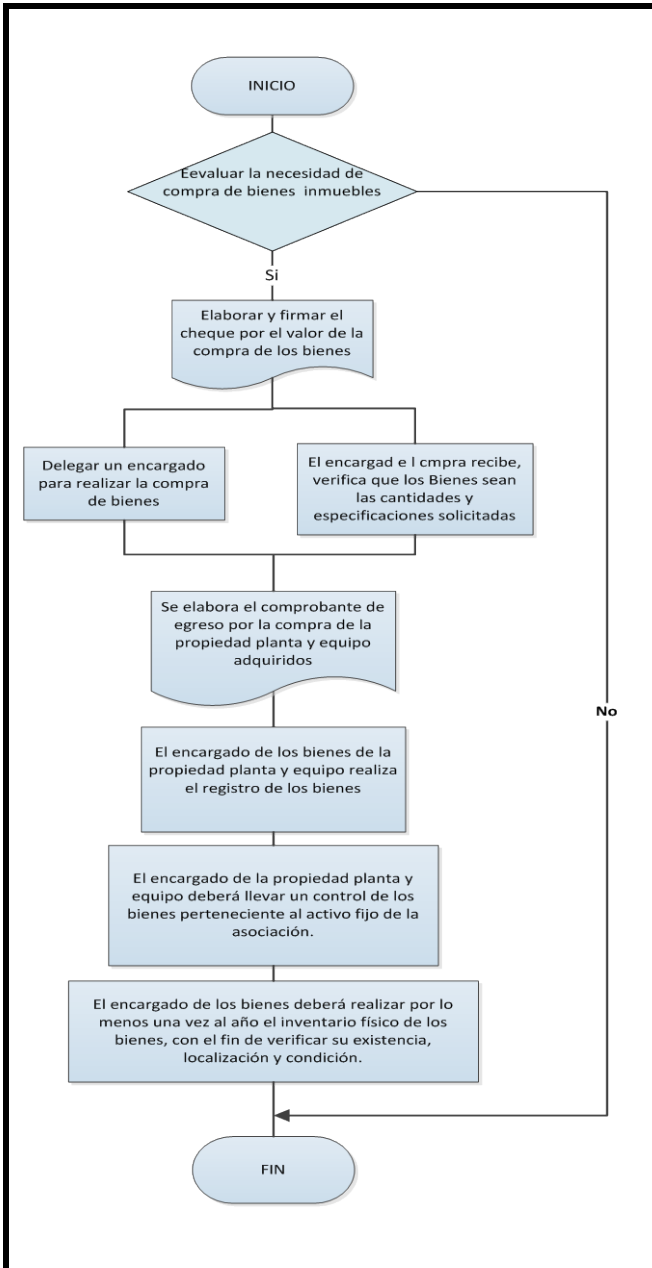 INICIO
Eevaluar la necesidad de
compra de bienes inmuebles
Si
Elaborar y firmar el
cheque por el valor de la
compra de los bienes
Delegar un encargado
para realizar la compra
de bienes
El encargad e l cmpra recibe,
verifica que los Bienes sean
las cantidades y
especificaciones solicitadas
Se elabora el comprobante de
egreso por la compra de la
propiedad planta y equipo
adquiridos
No
El encargado de los bienes de la
propiedad planta y equipo realiza
el registro de los bienes
El encargado de la propiedad planta y
equipo deberá llevar un control de los
bienes perteneciente al activo fijo de la
asociación.
El encargado de los bienes deberá realizar por lo
menos una vez al año el inventario físico de los
bienes, con el fin de verificar su existencia,
localización y condición.
FIN